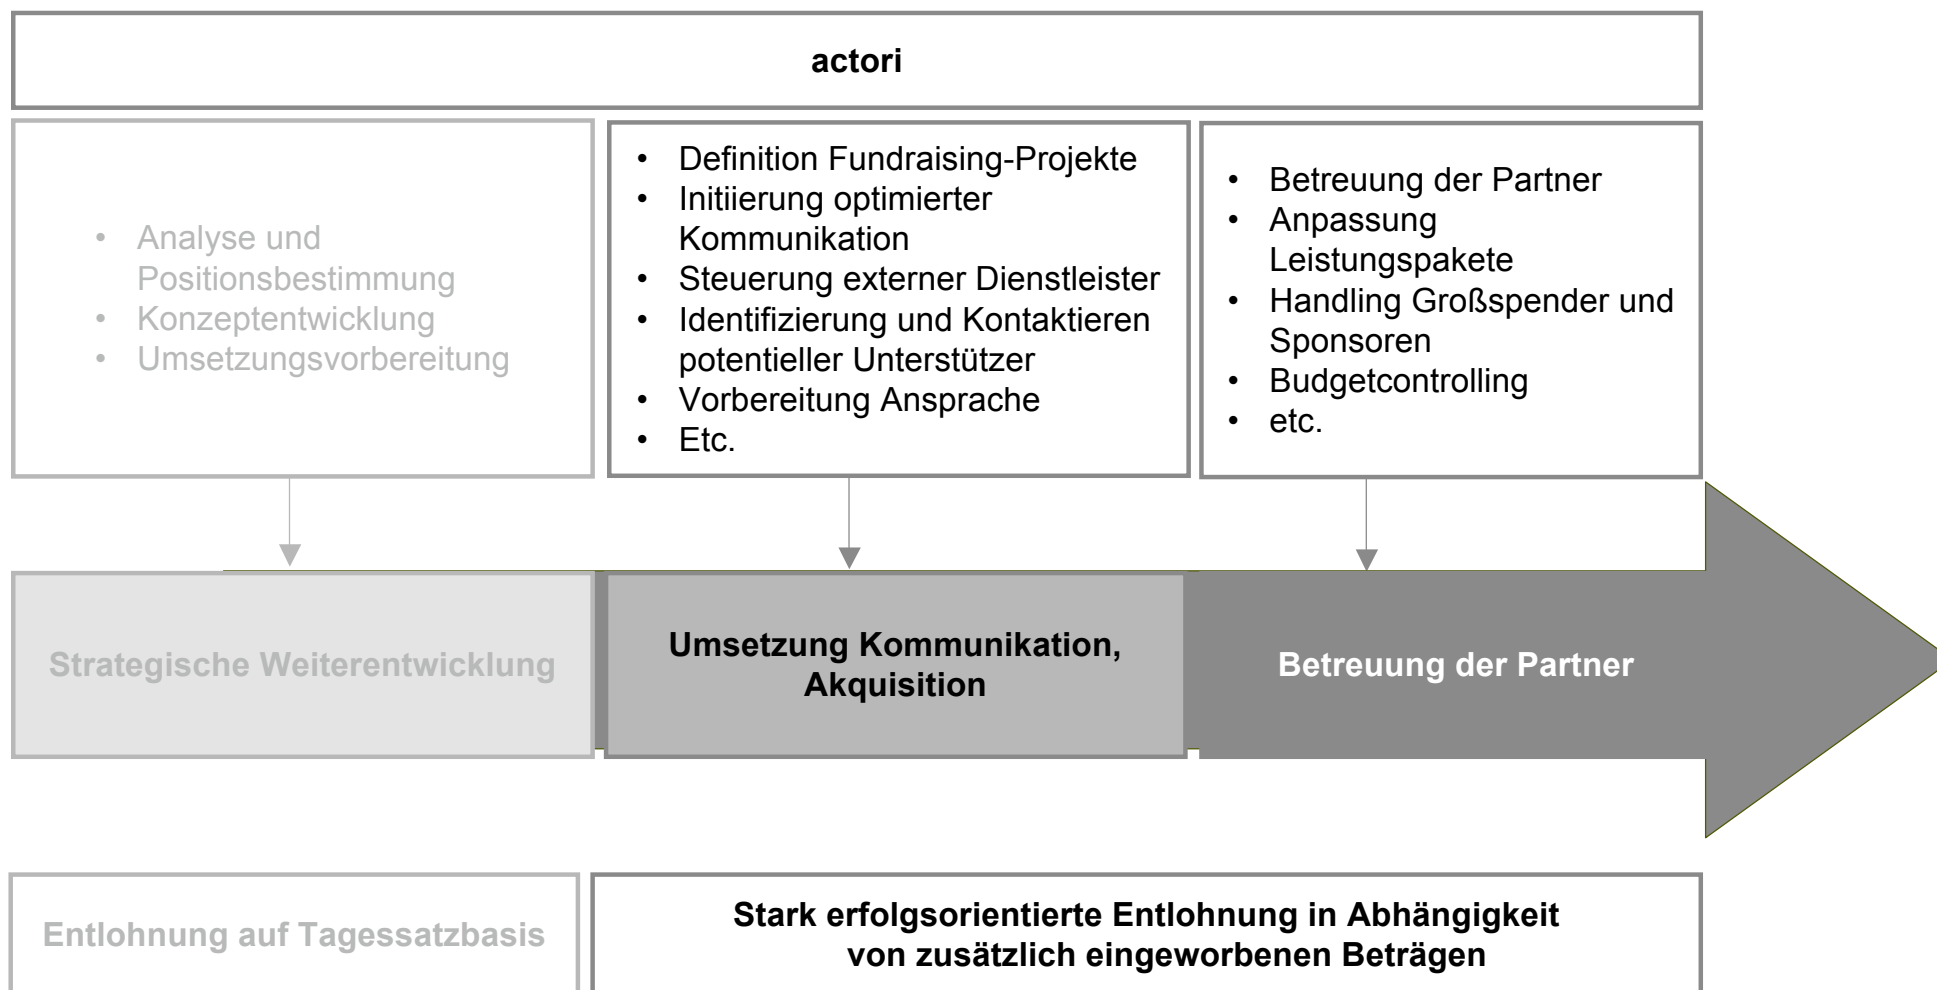 actori
• Analyse und
Positionsbestimmung
• Konzeptentwicklung
• Umsetzungsvorbereitung
• Definition Fundraising-Projekte
• Initiierung optimierter
Kommunikation
• Steuerung externer Dienstleister
• Identifizierung und Kontaktieren
potentieller Unterstützer
• Vorbereitung Ansprache
• Etc.
• Betreuung der Partner
• Anpassung
Leistungspakete
• Handling Großspender und
Sponsoren
• Budgetcontrolling
• etc.
Strategische Weiterentwicklung
Umsetzung Kommunikation,
Akquisition
Betreuung der Partner
Entlohnung auf Tagessatzbasis
Stark erfolgsorientierte Entlohnung in Abhängigkeit
von zusätzlich eingeworbenen Beträgen